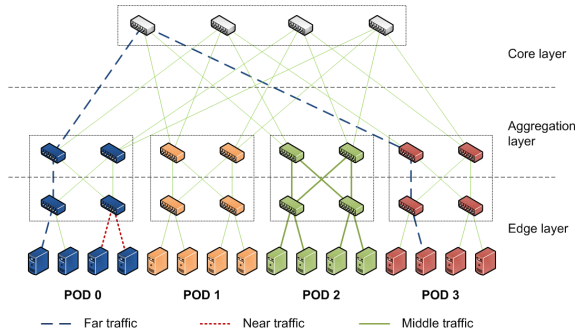 Core layer
Aggregation
layer
Edge layer
POD 0 POD 1 POD 2 POD 3
Far traffic Near traffic Middle traffic